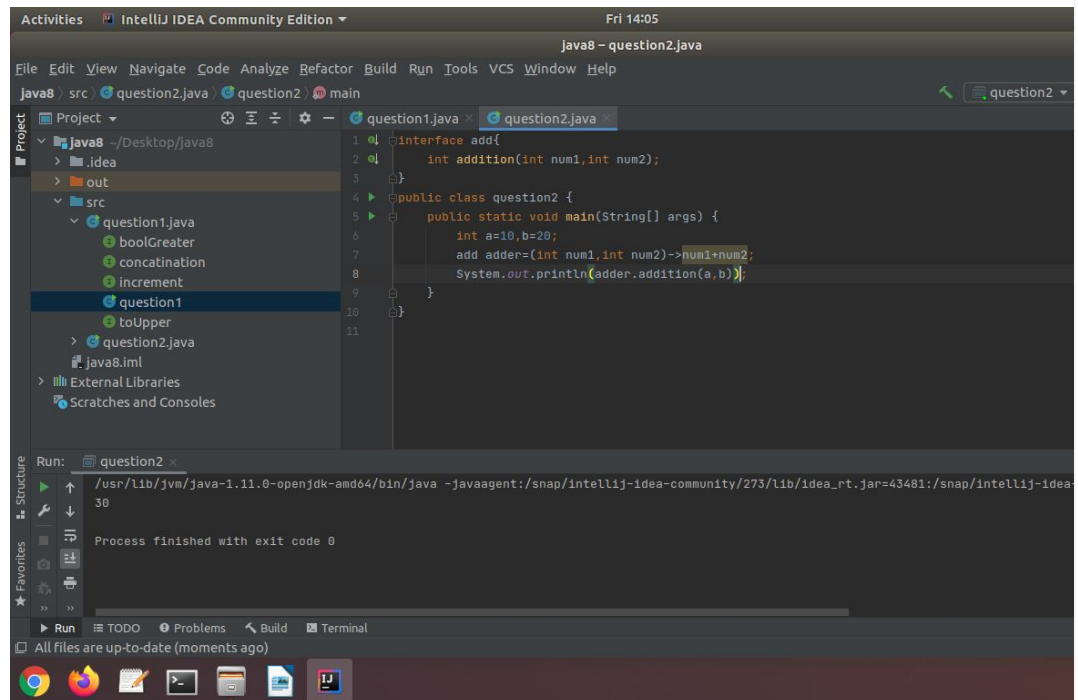 Activities IntelliJ IDEA Community Edition Fri 14:05
java8 – question2.java
File Edit View Navigate Code Analyze Refactor Build Run Tools VCS Window Help
java8 src question2.java question2 main question2
Project
Project
question1.java question2.java
java8 ~/Desktop/java8
.idea
out
src
question1.java
boolGreater
concatination
increment
question1
toUpper
question2.java
java8.iml
External Libraries
Scratches and Consoles
1 interface add{
2 int addition(int num1,int num2);
3 }
4 public class question2 {
5 public static void main(String[] args) {
6 int a=10,b=20;
7 add adder=(int num1,int num2)->num1+num2;
8 System.out.println(adder.addition(a,b));
9 }
10 }
11
Structure
Favorites
Run: question2
/usr/lib/jvm/java-1.11.0-openjdk-amd64/bin/java -javaagent:/snap/intellij-idea-community/273/lib/idea_rt.jar=43481:/snap/intellij-idea-
30
Process finished with exit code 0
Run TODO Problems Build Terminal
All files are up-to-date (moments ago)